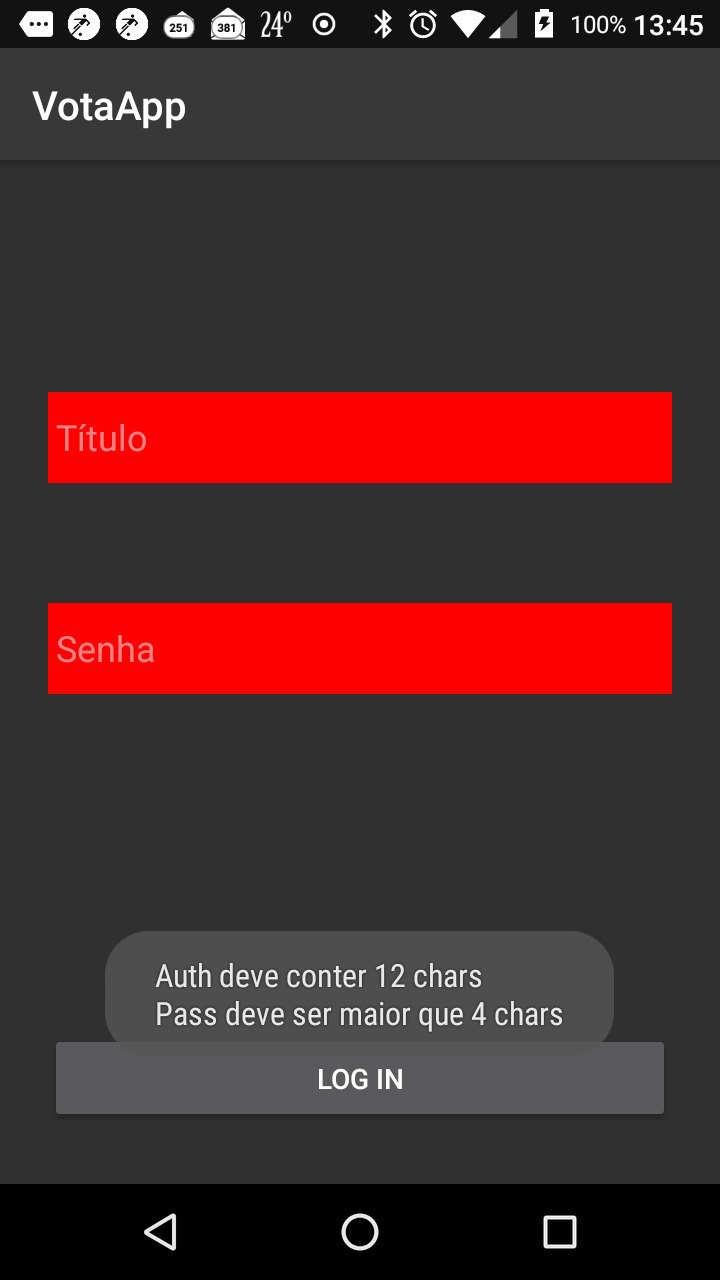 251 381 24º 100% 13:45
VotaApp
Título
Senha
Auth deve conter 12 chars
Pass deve ser maior que 4 chars
LOG IN